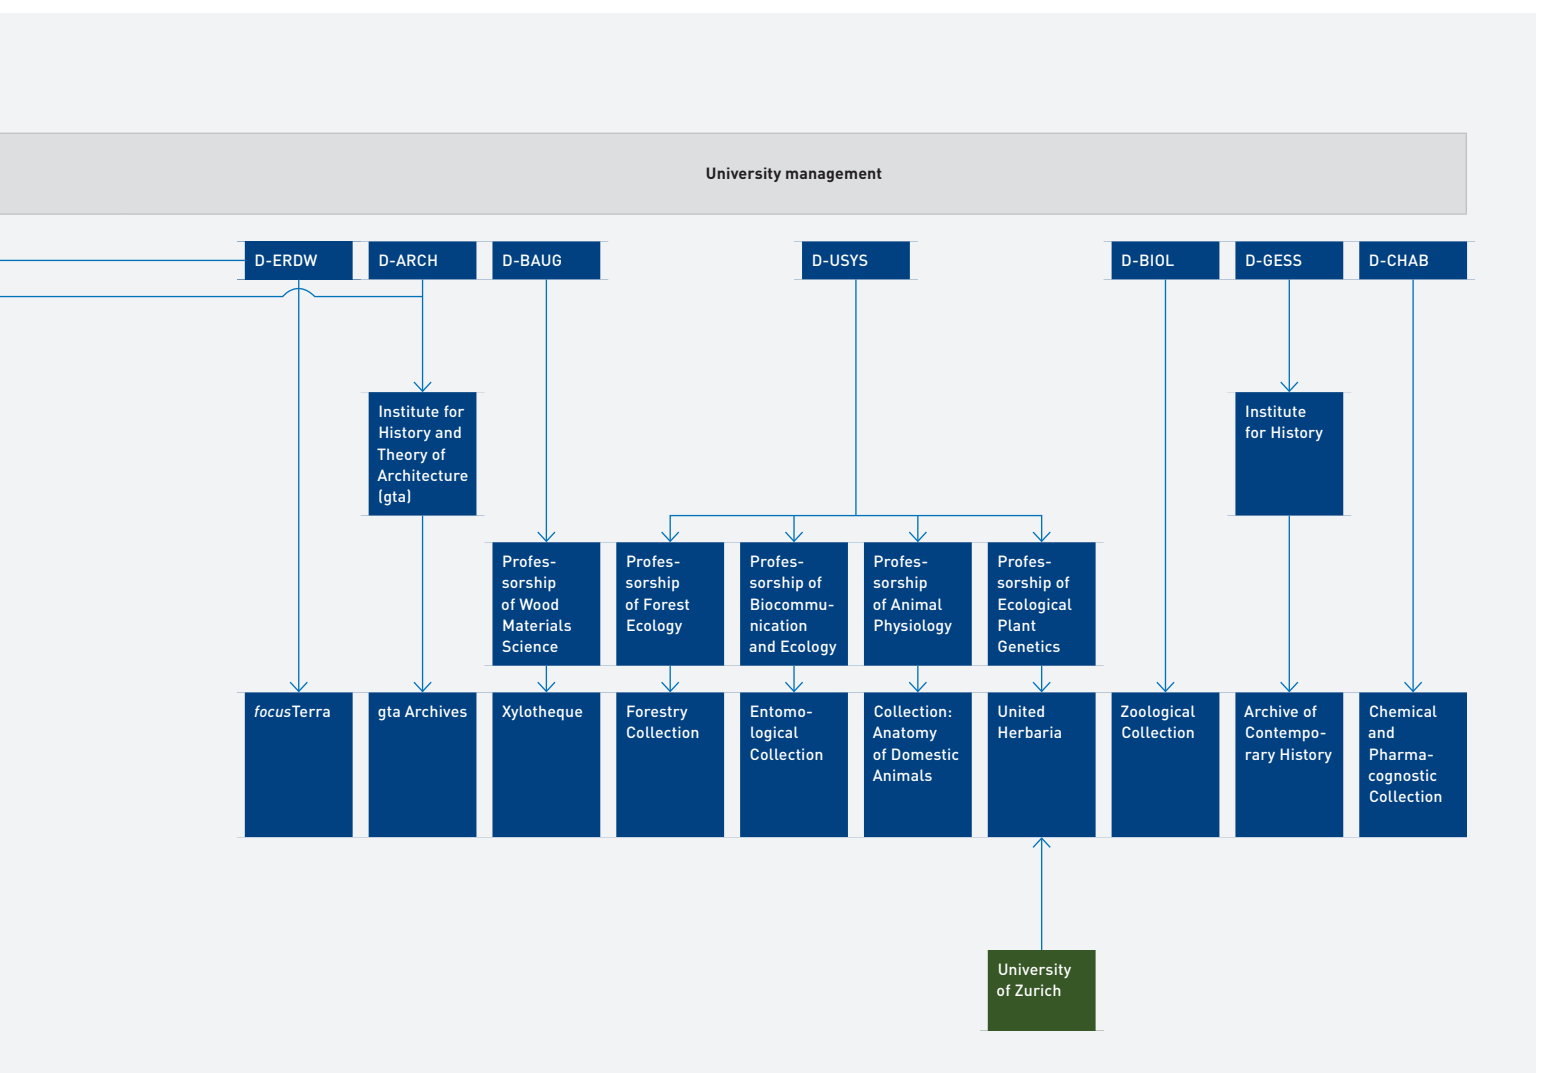 University management
D-ERDW
D-ARCH
D-BAUG
D-USYS
D-BIOL
D-GESS
D-CHAB
Institute for
History and
Theory of
Architecture
(gta)
Institute
for History
Profes-
sorship
of Wood
Materials
Science
Profes-
sorship
of Forest
Ecology
Profes-
sorship of
Biocommu-
nication
and Ecology
Profes-
sorship
of Animal
Physiology
Profes-
sorship of
Ecological
Plant
Genetics
focusTerra
gta Archives
Xylotheque
Forestry
Collection
Entomo-
logical
Collection
Collection:
Anatomy
of Domestic
Animals
United
Herbaria
Zoological
Collection
Archive of
Contempo-
rary History
Chemical
and
Pharma-
cognostic
Collection
University
of Zurich